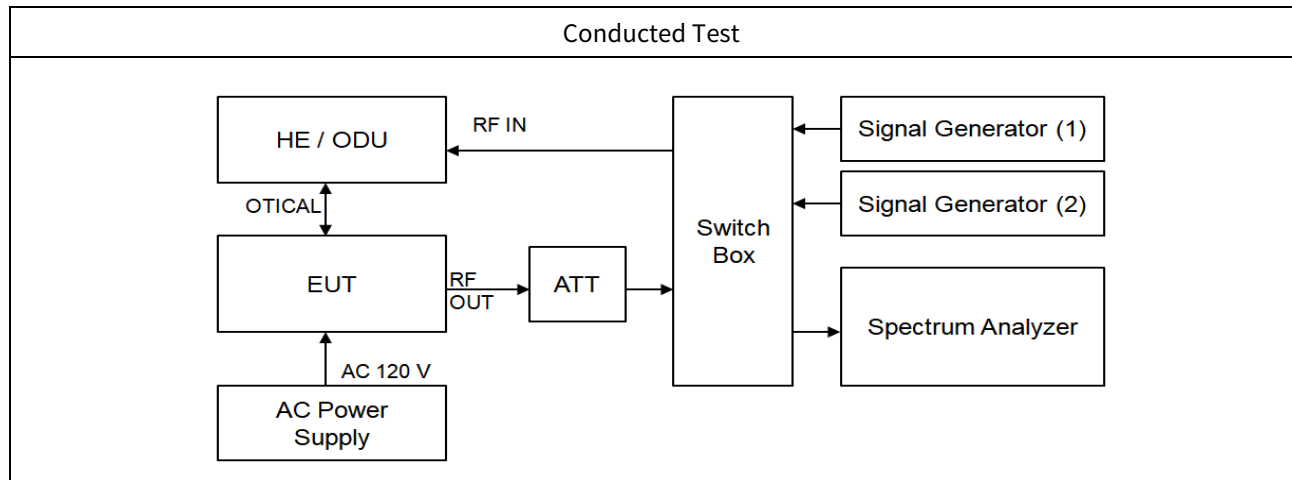 Conducted Test
HE / ODU
RF IN
Signal Generator (1)
OTICAL
Signal Generator (2)
Switch
Box
EUT
RF
OUT
ATT
Spectrum Analyzer
AC 120 V
AC Power
Supply